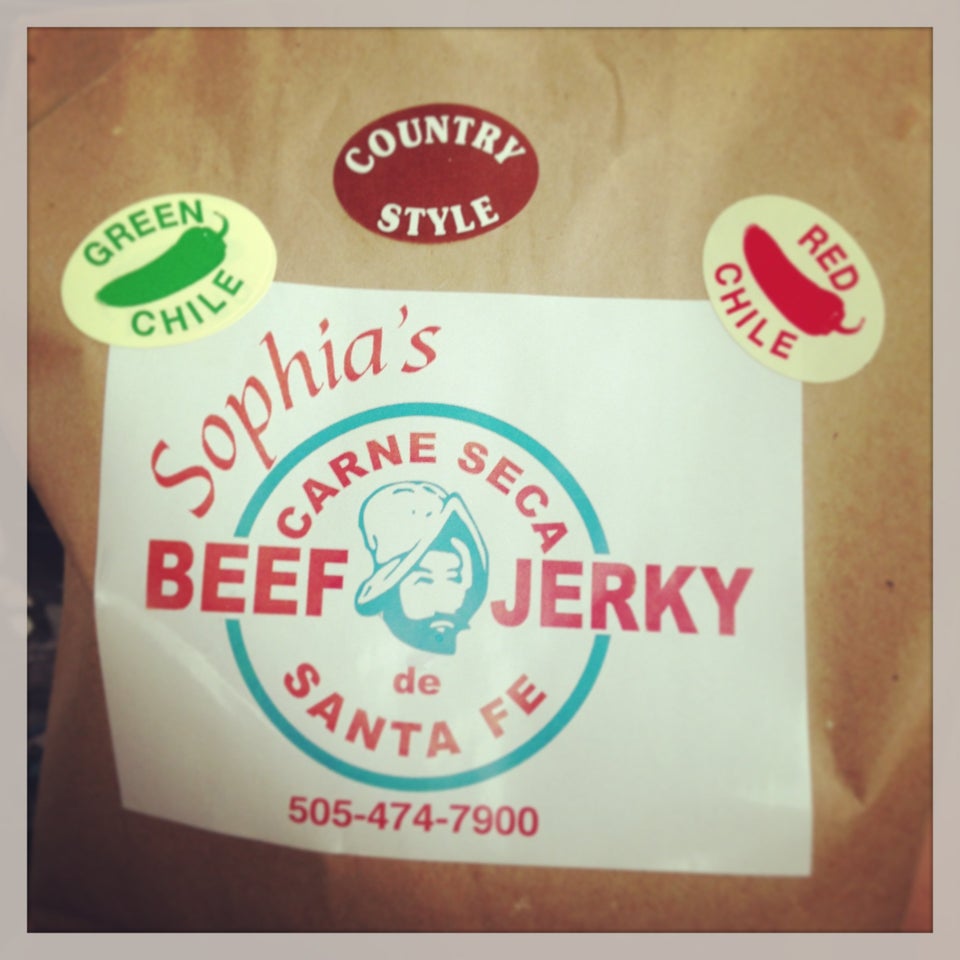 COUNTRY
STYLE
GREEN
CHILE
RED
CHILE
Sophia's
CARNE SECA
BEEF JERKY
de
SANTA FE
505-474-7900